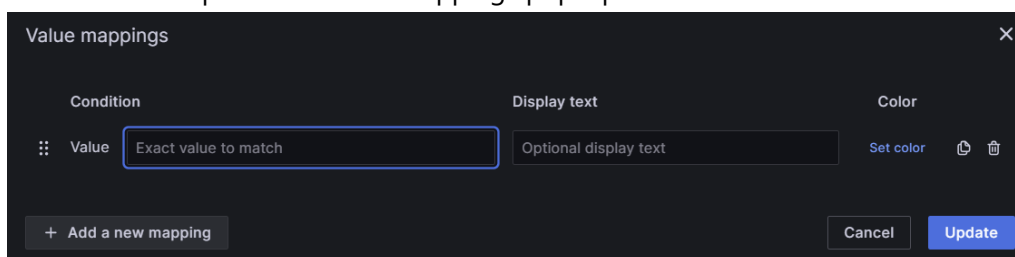 Value mappings
Condition Display text Color
Value Exact value to match Optional display text Set color
+ Add a new mapping Cancel Update